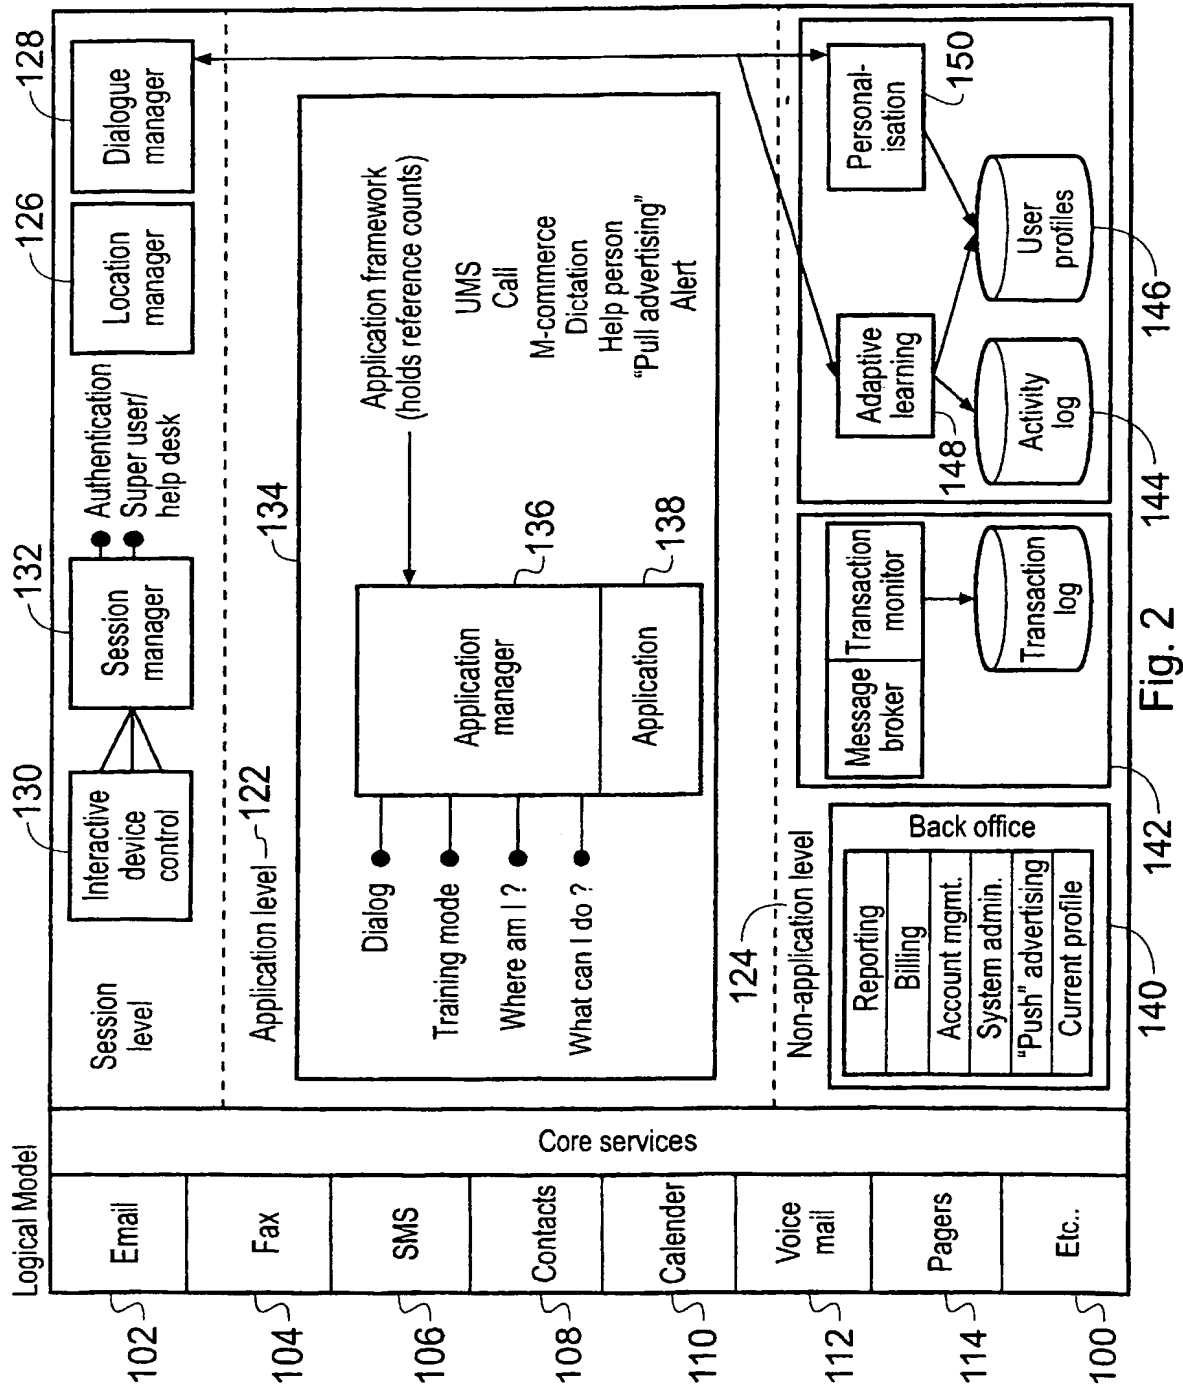 Logical Model
102
Email
104
Fax
106
SMS
108
Contacts
110
Calender
112
Voice
mail
114
Pagers
100
Etc..
Core services
Session
level
130
Interactive
device
control
132
Session
manager
Authentication
Super user/
help desk
126
Location
manager
128
Dialogue
manager
Application level
122
134
Dialog
Training mode
Where am I ?
What can I do ?
Application
manager
136
Application
138
Application framework
(holds reference counts)
UMS
Call
M-commerce
Dictation
Help person
"Pull advertising"
Alert
124
Non-application level
Back office
Reporting
Billing
Account mgmt.
System admin.
"Push" advertising
Current profile
140
Message
broker
Transaction
monitor
Transaction
log
142
Adaptive
learning
148
Personal-
isation
150
Activity
log
144
User
profiles
146
Fig. 2